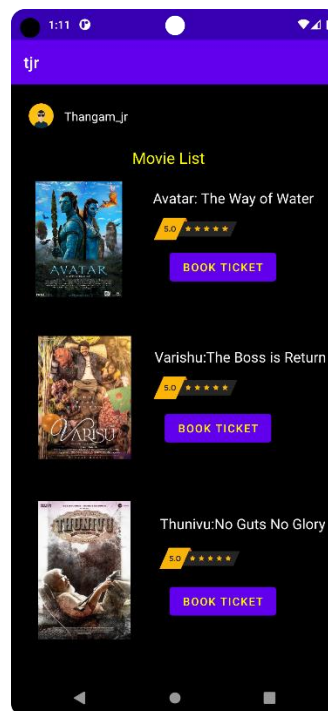 1:11
tjr
Thangam_jr
Movie List
Avatar: The Way of Water
5.0
AVATAR
BOOK TICKET
Varishu:The Boss is Return
5.0
VARISU
BOOK TICKET
Thunivu:No Guts No Glory
THUNIVU
5.0
BOOK TICKET